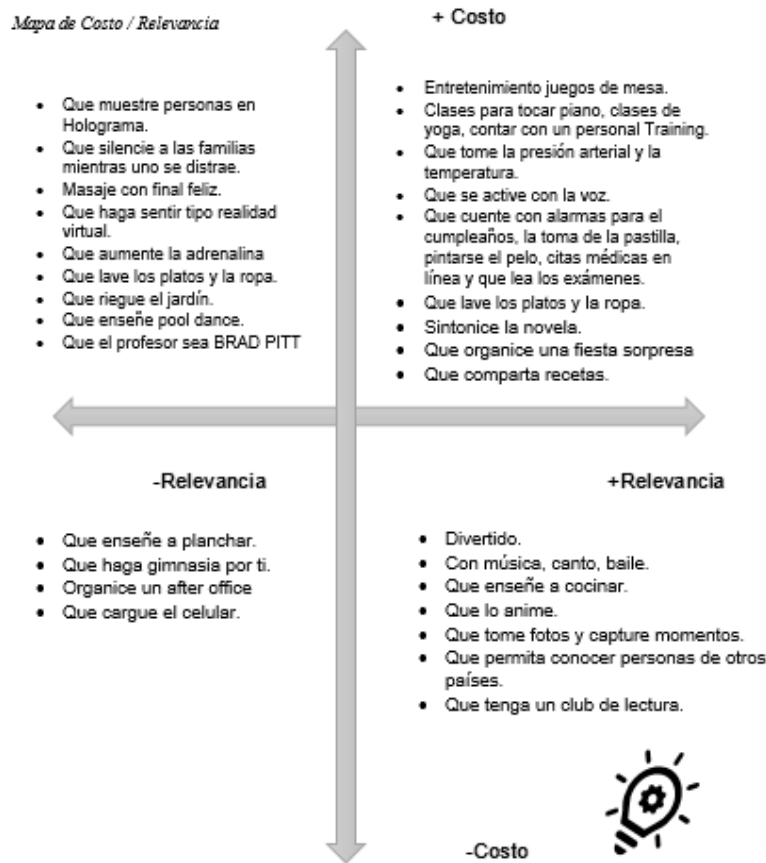 Mapa de Costo / Relevancia
+ Costo
• Que muestre personas en
Holograma.
• Que silencie a las familias
mientras uno se distrae.
• Masaje con final feliz.
• Que haga sentir tipo realidad
virtual.
• Que aumente la adrenalina
• Que lave los platos y la ropa.
• Que riegue el jardín.
• Que enseñe pool dance.
• Que el profesor sea BRAD PITT
• Entretenimiento juegos de mesa.
• Clases para tocar piano, clases de
yoga, contar con un personal Training.
• Que tome la presión arterial y la
temperatura.
• Que se active con la voz.
• Que cuente con alarmas para el
cumpleaños, la toma de la pastilla,
pintarse el pelo, citas médicas en
línea y que lea los exámenes.
• Que lave los platos y la ropa.
• Sintonice la novela.
• Que organice una fiesta sorpresa
• Que comparta recetas.
-Relevancia
+Relevancia
• Que enseñe a planchar.
• Que haga gimnasia por ti.
• Organice un after office
• Que cargue el celular.
• Divertido.
• Con música, canto, baile.
• Que enseñe a cocinar.
• Que lo anime.
• Que tome fotos y capture momentos.
• Que permita conocer personas de otros
países.
• Que tenga un club de lectura.
-Costo